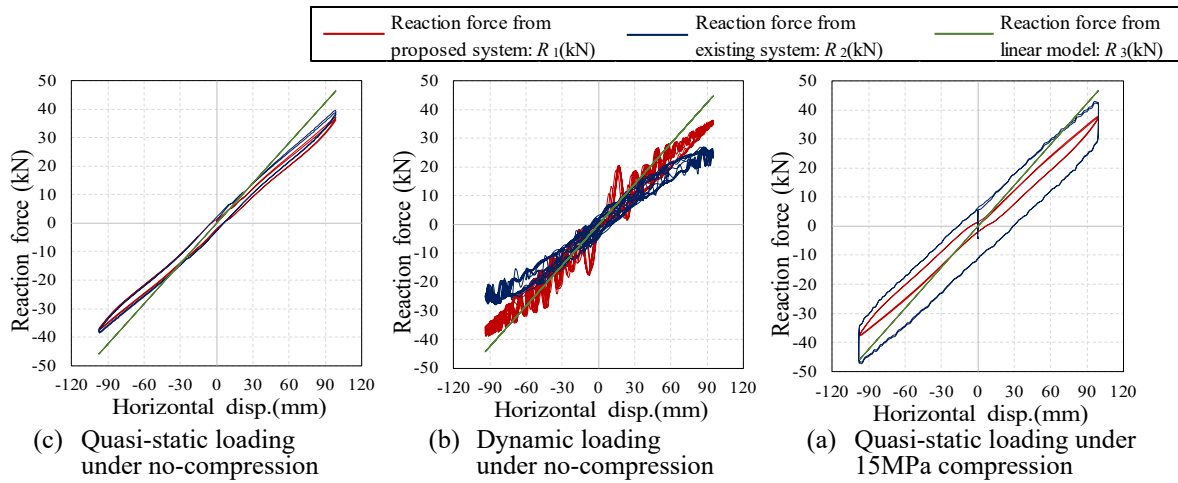 Reaction force from
proposed system: R1(kN)
Reaction force from
existing system: R2(kN)
Reaction force from
linear model: R3(kN)
Reaction force (kN)
50
40
30
20
10
0
-10
-20
-30
-40
-50
-120 -90 -60 -30 0 30 60 90 120
Horizontal disp.(mm)
(c) Quasi-static loading
under no-compression
Reaction force (kN)
50
40
30
20
10
0
-10
-20
-30
-40
-50
-120 -90 -60 -30 0 30 60 90 120
Horizontal disp.(mm)
(b) Dynamic loading
under no-compression
Reaction force (kN)
50
40
30
20
10
0
-10
-20
-30
-40
-50
-120 -90 -60 -30 0 30 60 90 120
Horizontal disp.(mm)
(a) Quasi-static loading under
15MPa compression